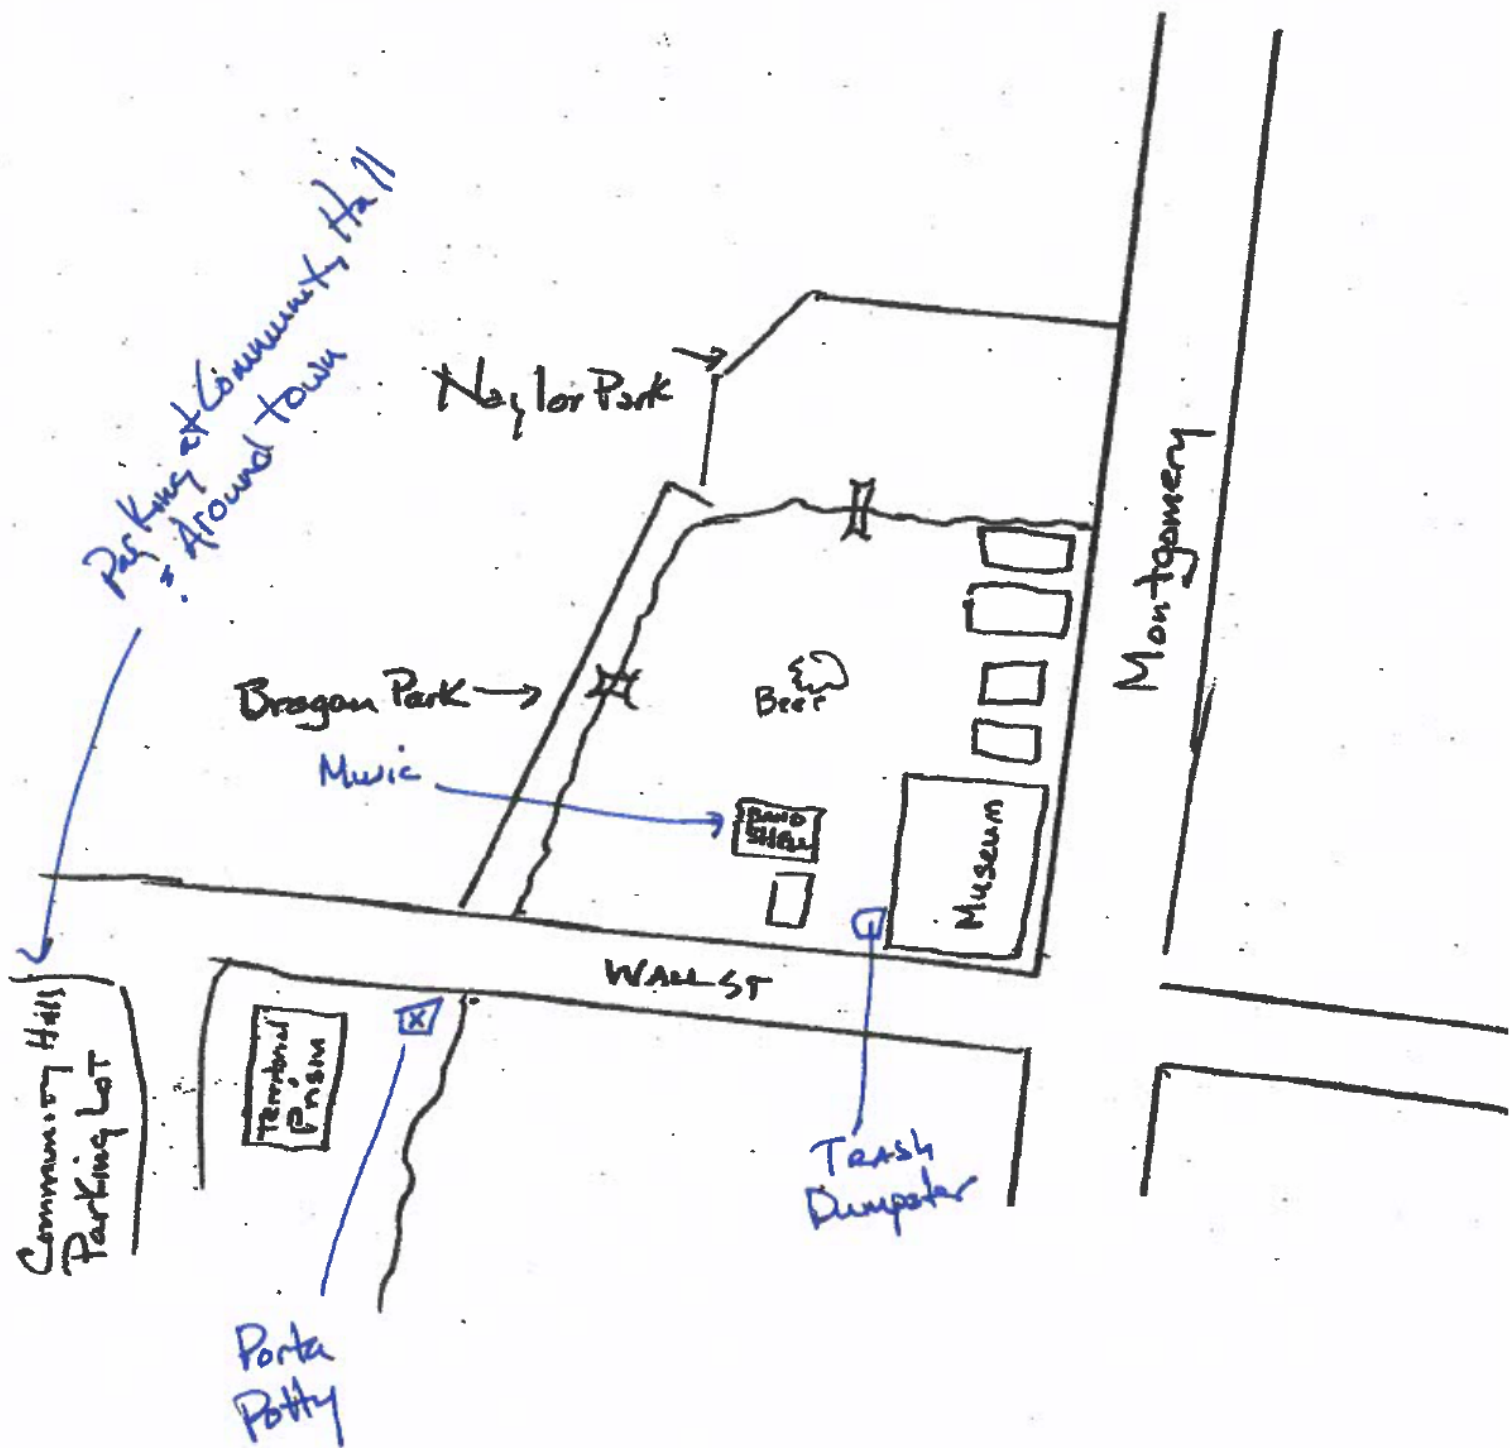 Parking at Community Hall
& Around town
Naylor Park
Montgomery
Brogan Park
Beer
Music
BAND
SHELL
Museum
WALL ST
Community Hall
Parking LOT
Territorial
Prison
X
TRASH
Dumpster
Porta
Potty